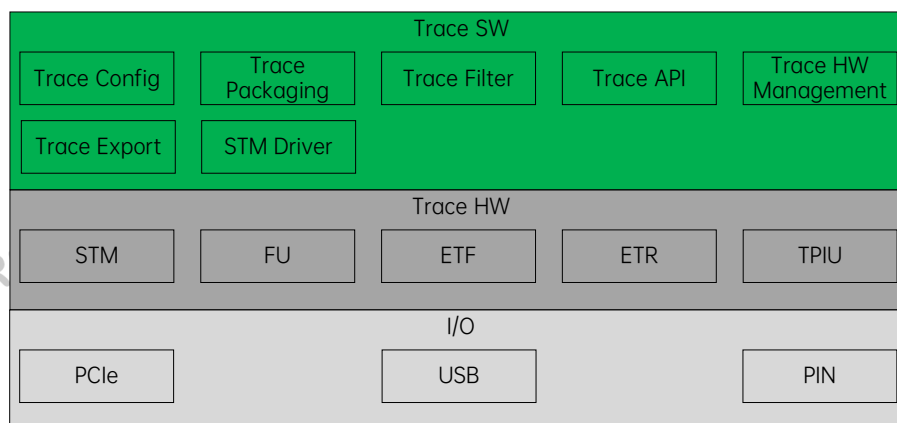 Trace SW
Trace Config
Trace
Packaging
Trace Filter
Trace API
Trace HW
Management
Trace Export
STM Driver
Trace HW
STM
FU
ETF
ETR
TPIU
I/O
PCIe
USB
PIN